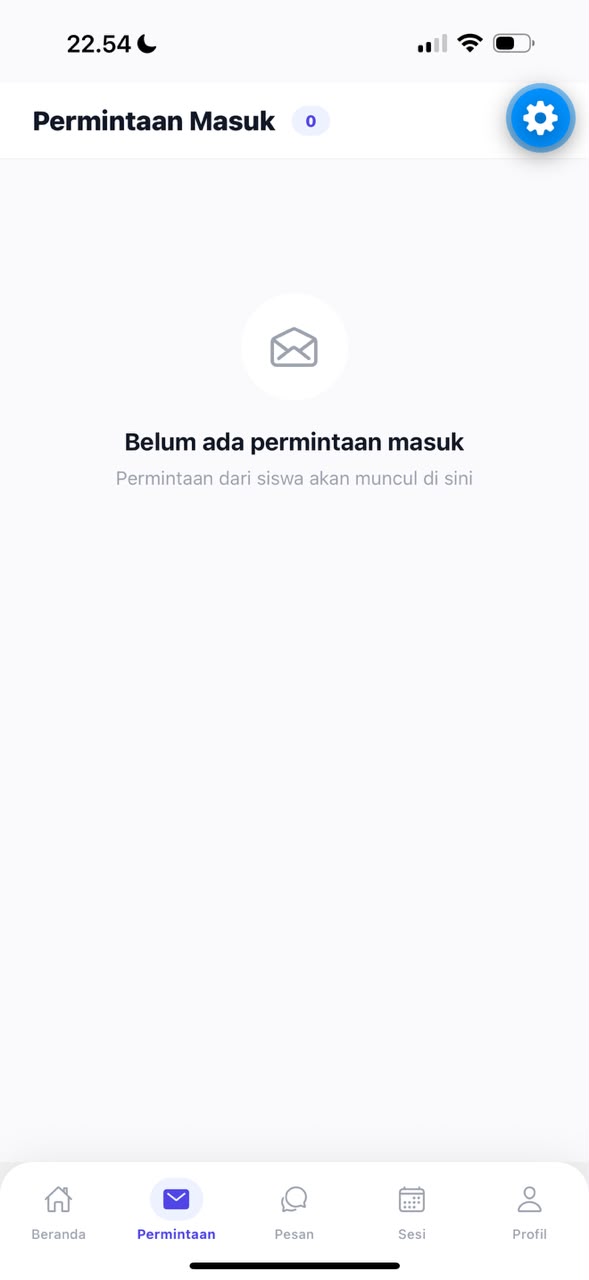 22.54
Permintaan Masuk 0
Belum ada permintaan masuk
Permintaan dari siswa akan muncul di sini
Beranda Permintaan Pesan Sesi Profil